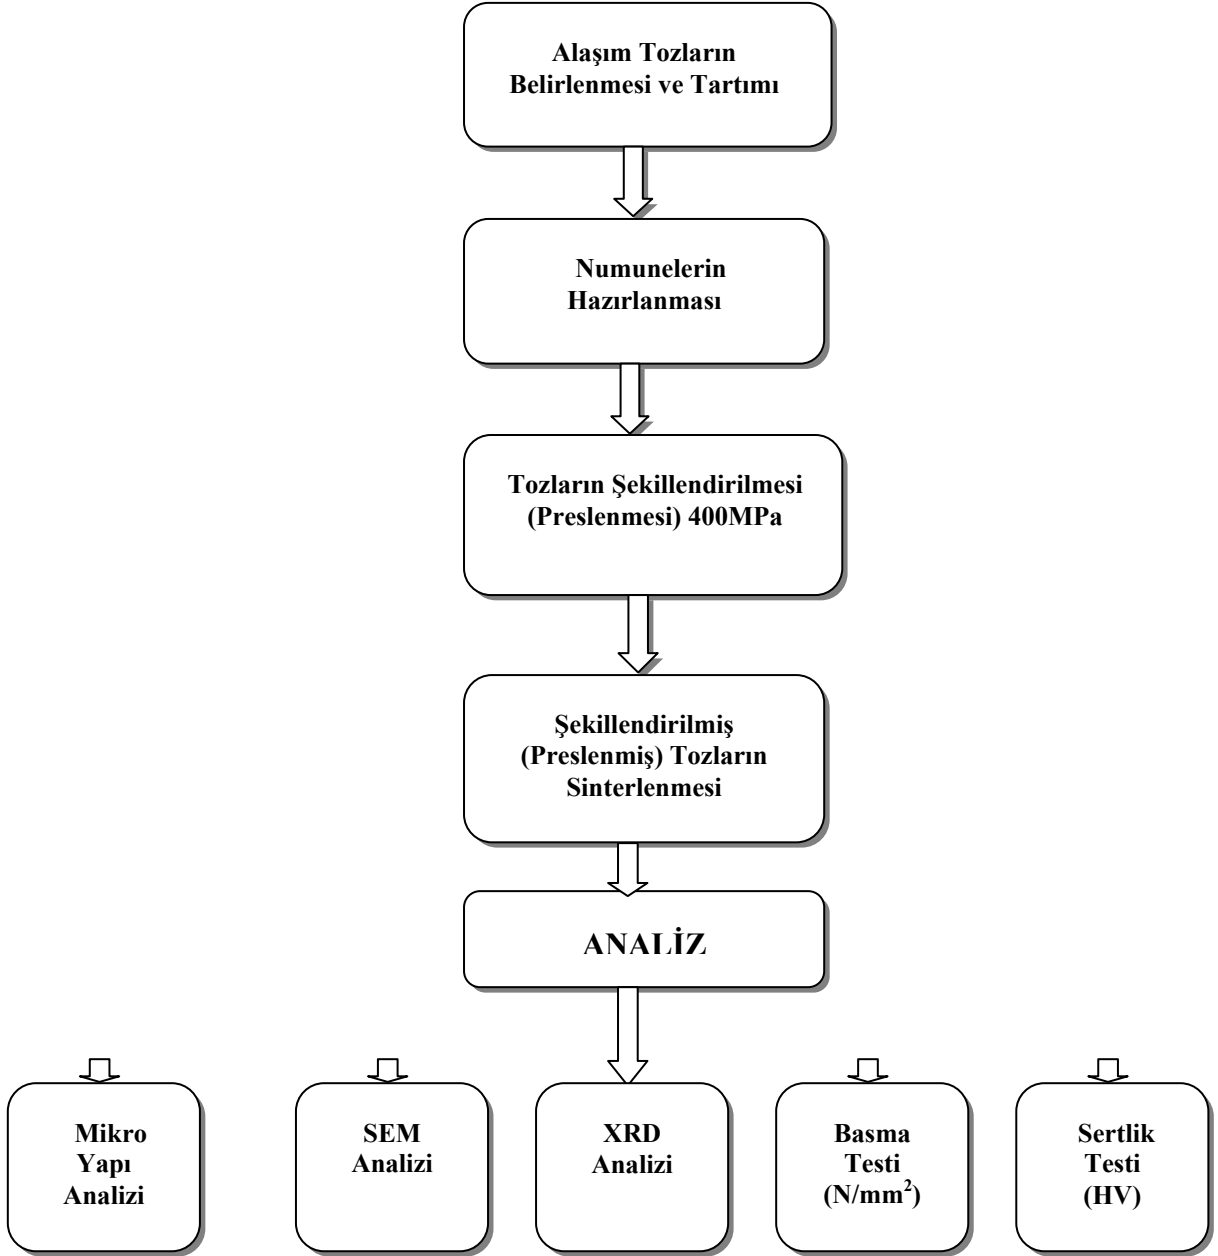 Alaşım Tozların
Belirlenmesi ve Tartımı
Numunelerin
Hazırlanması
Tozların Şekillendirilmesi
(Preslenmesi) 400MPa
Şekillendirilmiş
(Preslenmiş) Tozların
Sinterlenmesi
ANALİZ
Mikro
Yapı
Analizi
SEM
Analizi
XRD
Analizi
Basma
Testi
(N/mm²)
Sertlik
Testi
(HV)